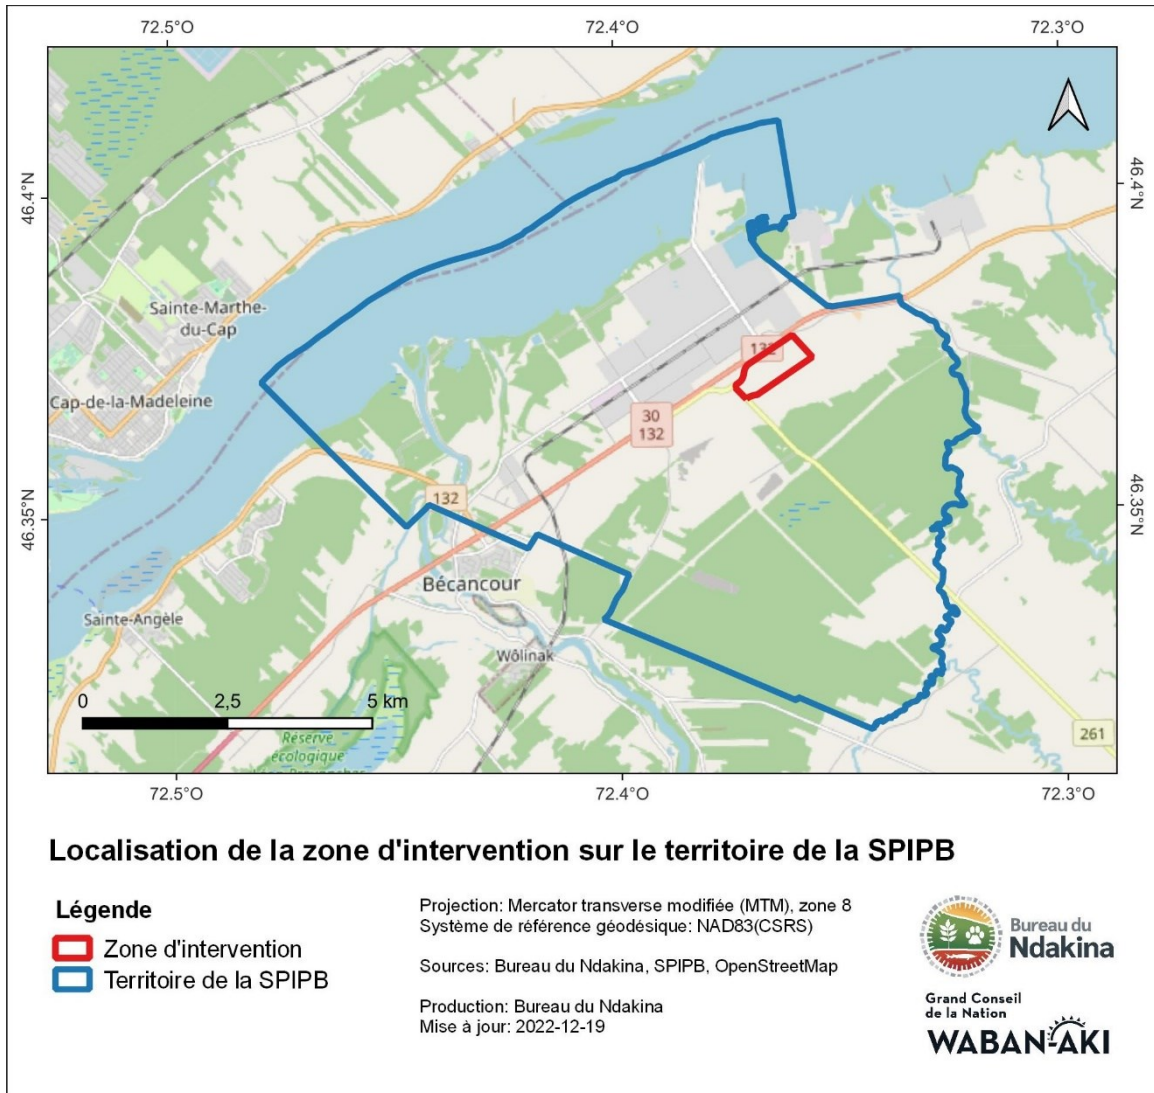 72.5°O
72.4°O
72.3°O
46.4°N
46.4°N
Sainte-Marthe-
du-Cap
132
Cap-de-la-Madeleine
30
132
132
46.35°N
46.35°N
Bécancour
Sainte-Angèle
Wôlinak
0
2,5
5 km
261
Réserve
écologique
72.5°O
72.4°O
72.3°O
Localisation de la zone d'intervention sur le territoire de la SPIPB
Légende
Zone d'intervention
Territoire de la SPIPB
Projection: Mercator transverse modifiée (MTM), zone 8
Système de référence géodésique: NAD83(CSRS)
Sources: Bureau du Ndakina, SPIPB, OpenStreetMap
Production: Bureau du Ndakina
Mise à jour: 2022-12-19
Bureau du
Ndakina
Grand Conseil
de la Nation
WABAN-AKI